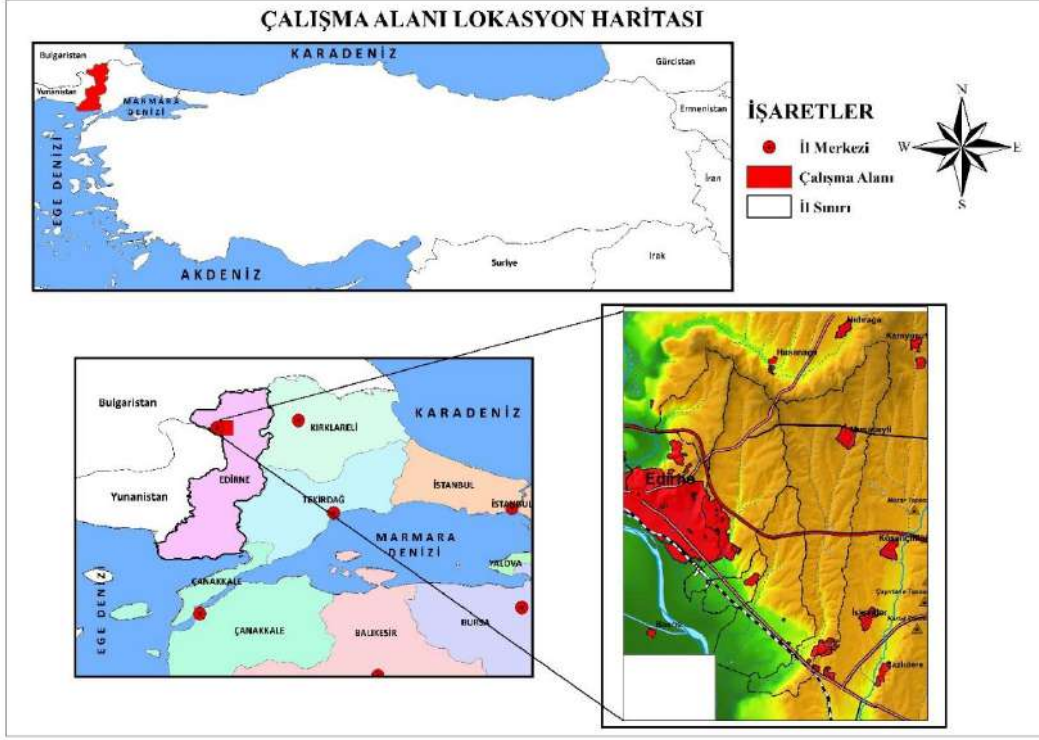 ÇALIŞMA ALANI LOKASYON HARİTASI
Bulgaristan
KARADENİZ
Gürcistan
Yunanistan
MARMARA
DENİZİ
Ermenistan
İran
EGE DENİZİ
AKDENİZ
Suriye
Irak
İŞARETLER
İl Merkezi
Çalışma Alanı
İl Sınırı
N
W
E
S
Bulgaristan
KARADENİZ
KIRKLARELİ
EDİRNE
Yunanistan
TEKİRDAĞ
İSTANBUL
İSTANBUL
MARMARA
DENİZİ
YALOVA
ÇANAKKALE
EGE DENİZİ
ÇANAKKALE
BALIKESİR
BURSA
Hasanağa
Edirne